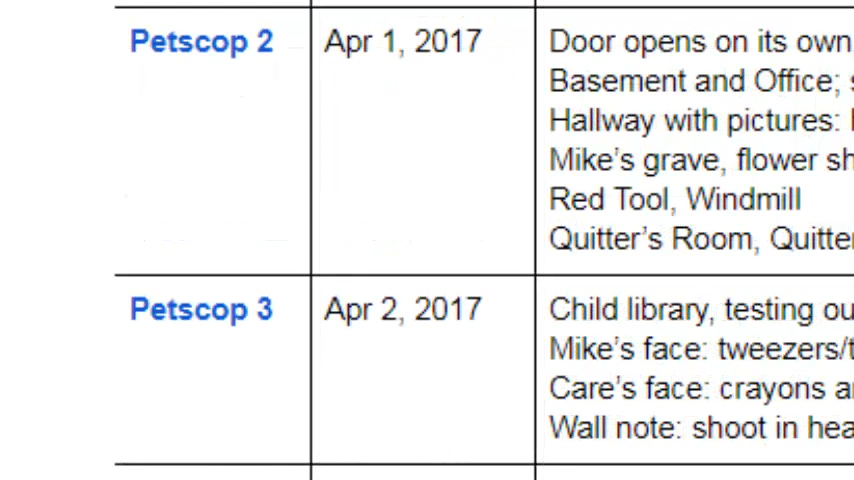 Petscop 2 Apr 1, 2017 Door opens on its own
Basement and Office;
Hallway with pictures:
Mike's grave, flower
Red Tool, Windmill
Quitter's Room,
Petscop 3 Apr 2, 2017 Child library, testing
Mike's face: tweezers/
Care's face: crayons
Wall note: shoot in